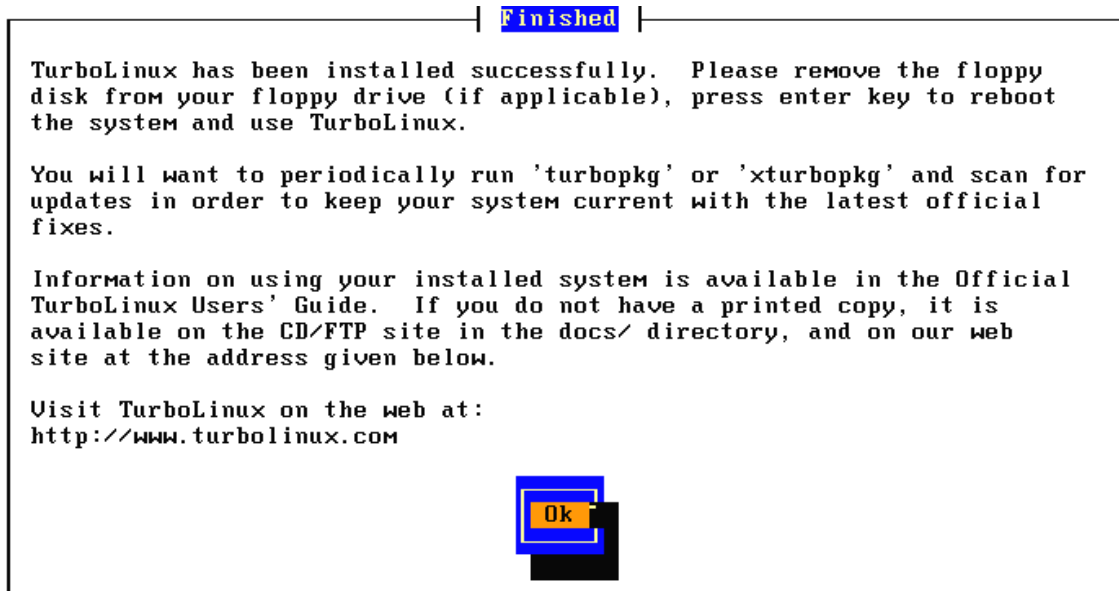 Finished
TurboLinux has been installed successfully.  Please remove the floppy
disk from your floppy drive (if applicable), press enter key to reboot
the system and use TurboLinux.
You will want to periodically run 'turbopkg' or 'xturbopkg' and scan for
updates in order to keep your system current with the latest official
fixes.
Information on using your installed system is available in the Official
TurboLinux Users' Guide.  If you do not have a printed copy, it is
available on the CD/FTP site in the docs/ directory, and on our web
site at the address given below.
Visit TurboLinux on the web at:
http://www.turbolinux.com
Ok